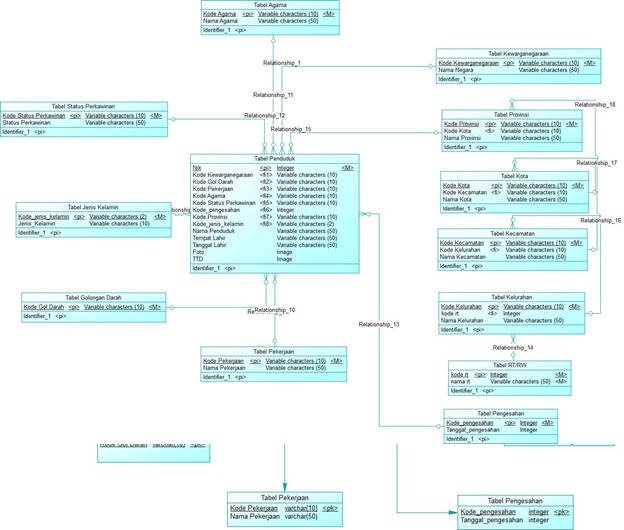 Tabel Agama
Kode Agama <pi> Variable characters (10) <M>
Nama Agama Variable characters (50)
Identifier_1 <pi>
Relationship_1
Tabel Kewarganegaraan
Kode Kewarganegaraan <pi> Variable characters (10) <M>
Nama Negara Variable characters (50)
Identifier_1 <pi>
Relationship_11
Tabel Status Perkawinan
Kode Status Perkawinan <pi> Variable characters (10) <M>
Status Perkawinan Variable characters (50)
Identifier_1 <pi>
Relationship_12
Relationship_15
Relationship_18
Tabel Provinsi
Kode Provinsi <pi> Variable characters (10) <M>
Kode Kota <fi> Variable characters (10)
Nama Provinsi Variable characters (50)
Identifier_1 <pi>
Tabel Penduduk
Nik <pi> Integer <M>
Kode Kewarganegaraan <fi1> Variable characters (10)
Kode Gol Darah <fi2> Variable characters (10)
Kode Pekerjaan <fi3> Variable characters (10)
Kode Agama <fi4> Variable characters (10)
Kode Status Perkawinan <fi5> Variable characters (10)
Kode_pengesahan <fi6> Integer
Kode Provinsi <fi7> Variable characters (10)
Kode_jenis_kelamin <fi8> Variable characters (2)
Nama Penduduk Variable characters (50)
Tempat Lahir Variable characters (50)
Tanggal Lahir Variable characters (50)
Foto Image
TTD Image
Identifier_1 <pi>
Relationship_17
Tabel Kota
Kode Kota <pi> Variable characters (10) <M>
Kode Kecamatan <fi> Variable characters (10)
Nama Kota Variable characters (50)
Identifier_1 <pi>
Tabel Jenis Kelamin
Kode_jenis_kelamin <pi> Variable characters (2) <M>
Jenis_Kelamin Variable characters (10)
Identifier_1 <pi>
Relationship_16
Tabel Kecamatan
Kode Kecamatan <pi> Variable characters (10) <M>
Kode Kelurahan <fi> Variable characters (10)
Nama Kecamatan Variable characters (50)
Identifier_1 <pi>
Tabel Golongan Darah
Kode Gol Darah <pi> Variable characters (10) <M>
Identifier_1 <pi>
Relationship_10
Tabel Kelurahan
Kode Kelurahan <pi> Variable characters (10) <M>
kode rt <fi> Integer
Nama Kelurahan Variable characters (50)
Identifier_1 <pi>
Relationship_13
Relationship_14
Tabel Pekerjaan
Kode Pekerjaan <pi> Variable characters (10) <M>
Nama Pekerjaan Variable characters (50)
Identifier_1 <pi>
Tabel RT/RW
kode rt <pi> Integer <M>
nama rt Variable characters (50) <M>
Identifier_1 <pi>
Tabel Pengesahan
Kode_pengesahan <pi> Integer <M>
Tanggal_pengesahan Integer
Identifier_1 <pi>
Kode Gol Darah varchar(10) <pk>
Tabel Pekerjaan
Kode Pekerjaan varchar(10) <pk>
Nama Pekerjaan varchar(50)
Tabel Pengesahan
Kode_pengesahan integer <pk>
Tanggal_pengesahan integer